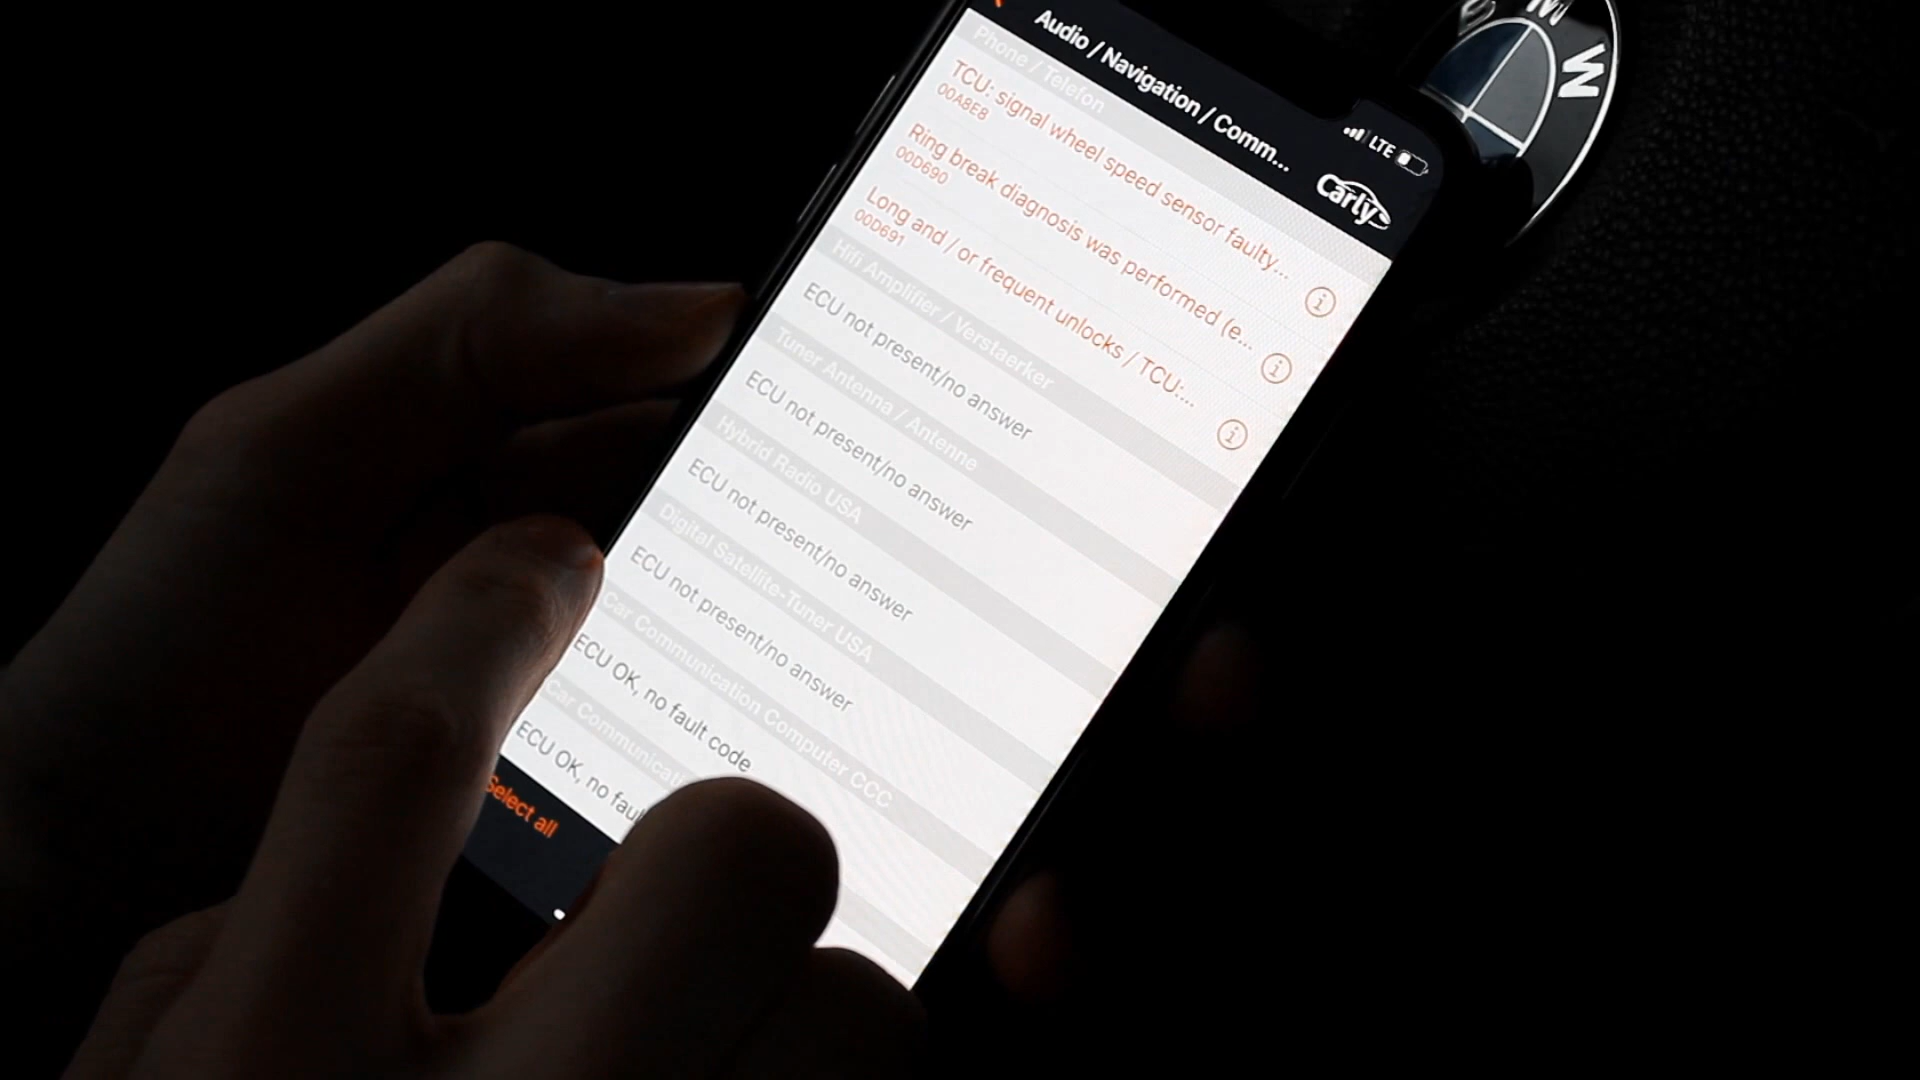 LTE
Audio / Navigation / Comm...
Carly
Phone / Telefon
TCU: signal wheel speed sensor faulty...
00A8E8
Ring break diagnosis was performed (e...
00D690
Long and / or frequent unlocks / TCU:...
00D691
Hifi Amplifier / Verstaerker
ECU not present/no answer
Tuner Antenna / Antenne
ECU not present/no answer
Hybrid Radio USA
ECU not present/no answer
Digital Satellite-Tuner USA
ECU not present/no answer
Car Communication Computer CCC
ECU OK, no fault code
Car Communicati
ECU OK, no faul
Select all
M W